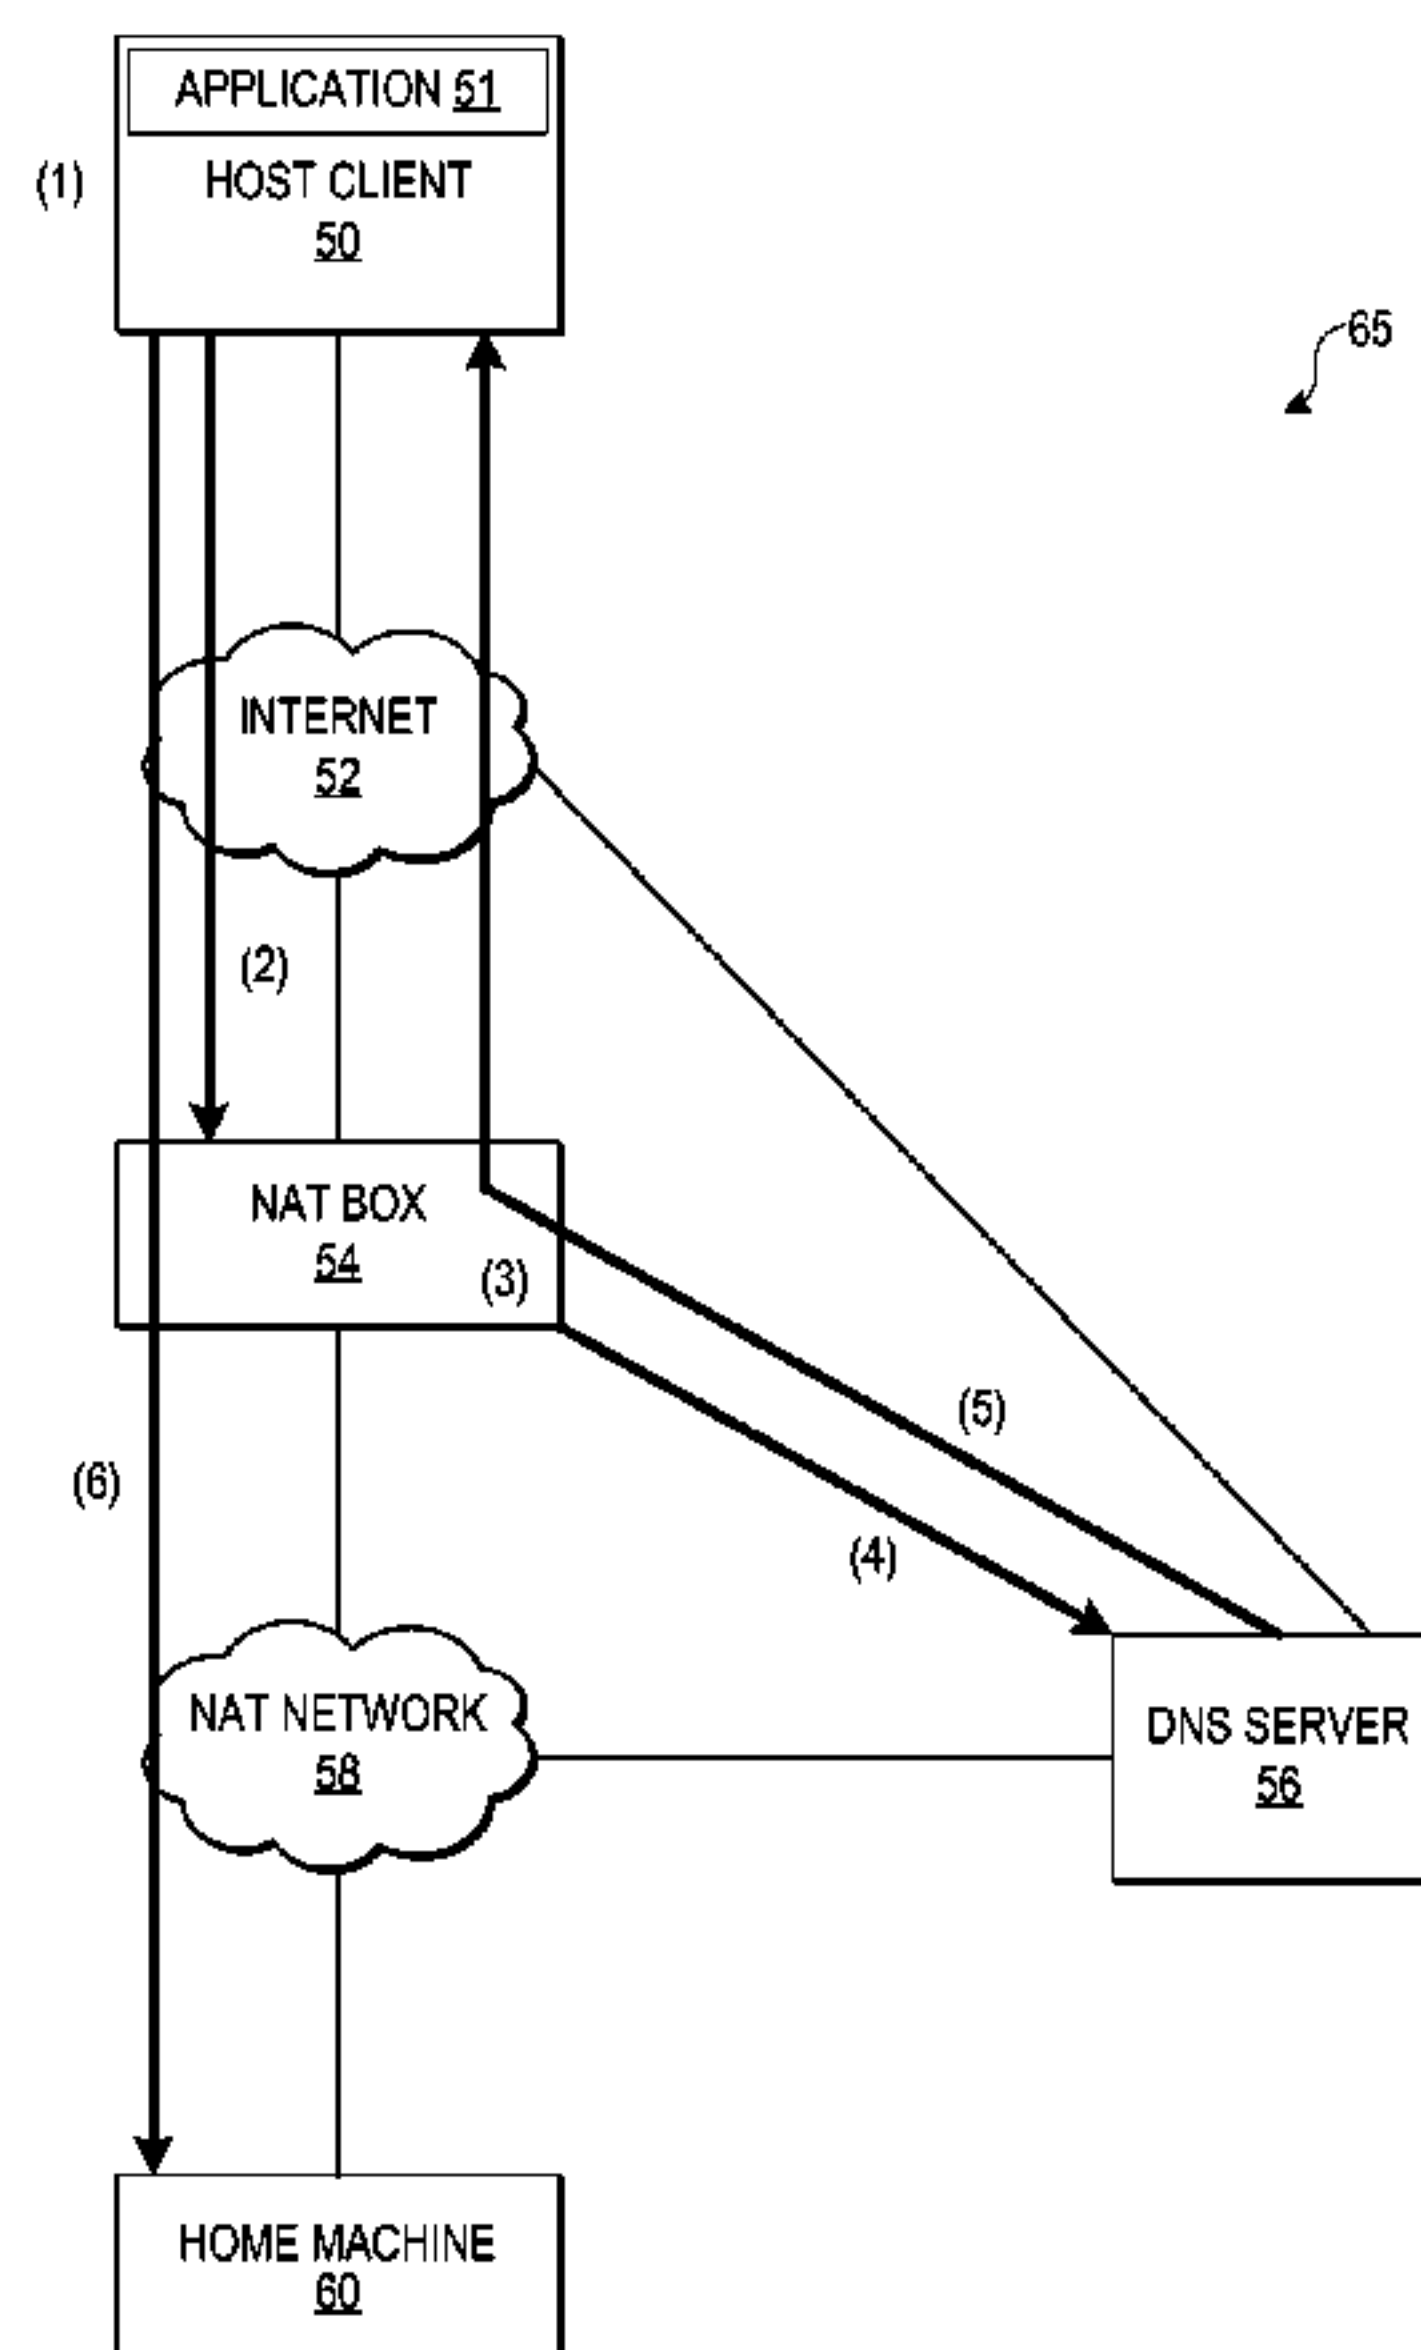 APPLICATION 51
(1)
HOST CLIENT
50
65
INTERNET
52
(2)
NAT BOX
54
(3)
(5)
(6)
(4)
NAT NETWORK
58
DNS SERVER
56
HOME MACHINE
60